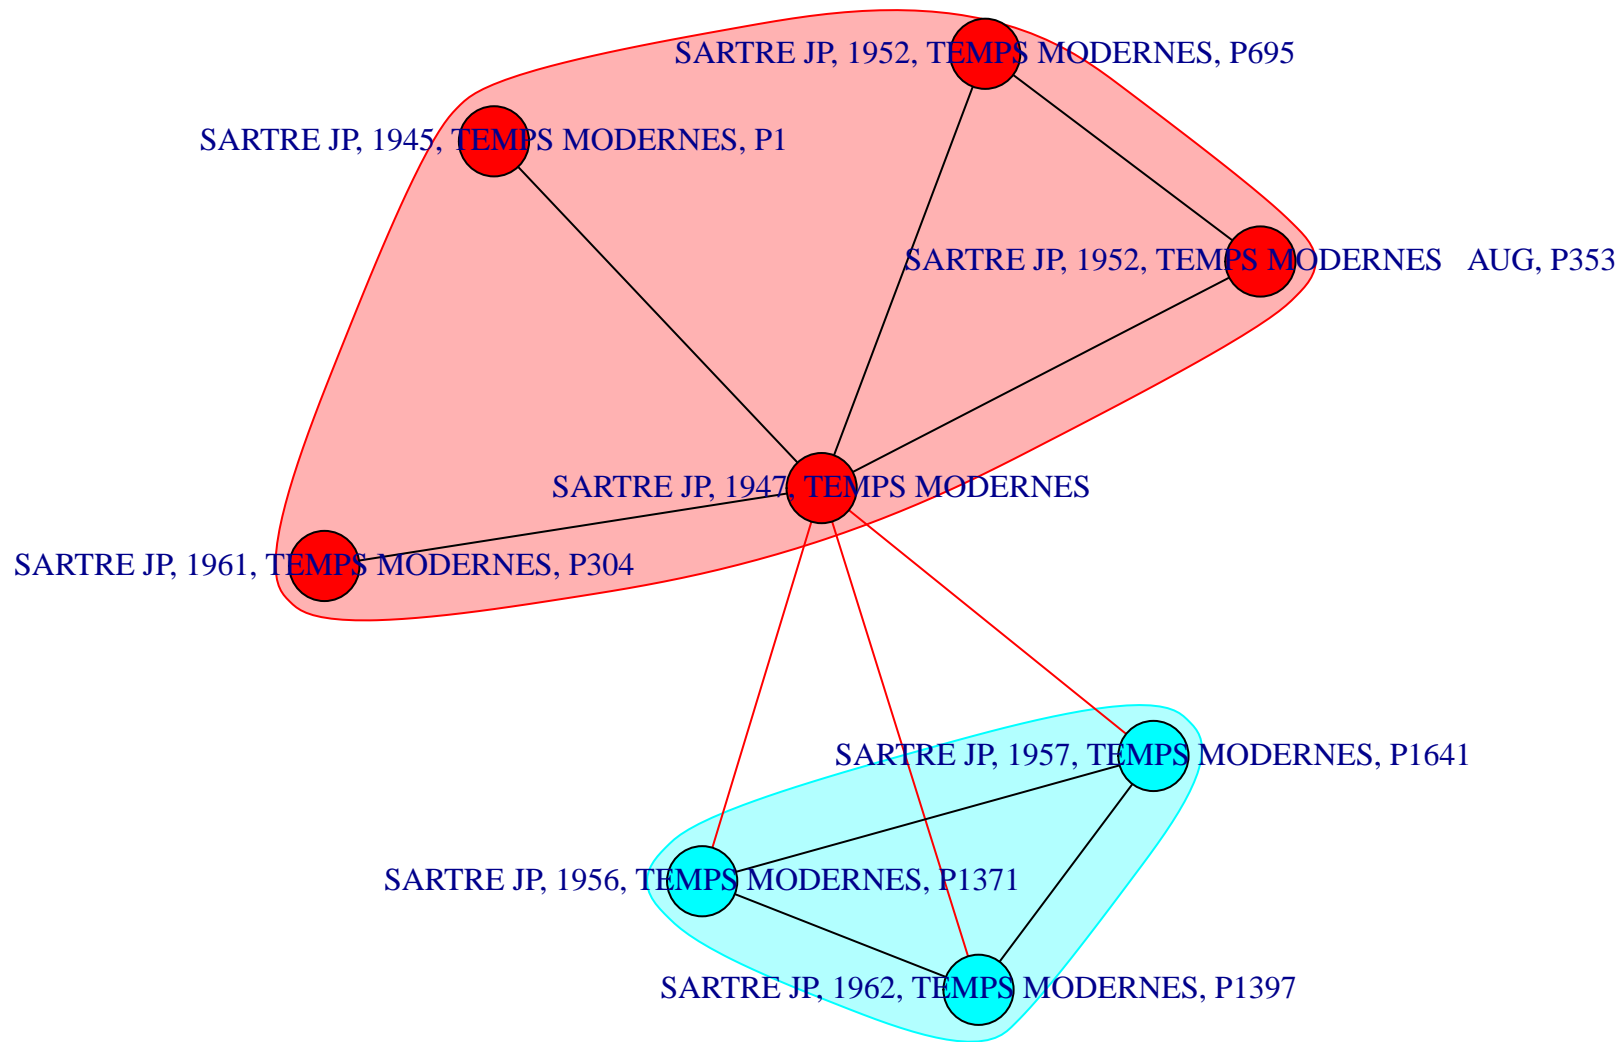 SARTRE JP, 1952, TEMPS MODERNES, P695
SARTRE JP, 1945, TEMPS MODERNES, P1
SARTRE JP, 1952, TEMPS MODERNES   AUG, P353
SARTRE JP, 1947, TEMPS MODERNES
SARTRE JP, 1961, TEMPS MODERNES, P304
SARTRE JP, 1957, TEMPS MODERNES, P1641
SARTRE JP, 1956, TEMPS MODERNES, P1371
SARTRE JP, 1962, TEMPS MODERNES, P1397